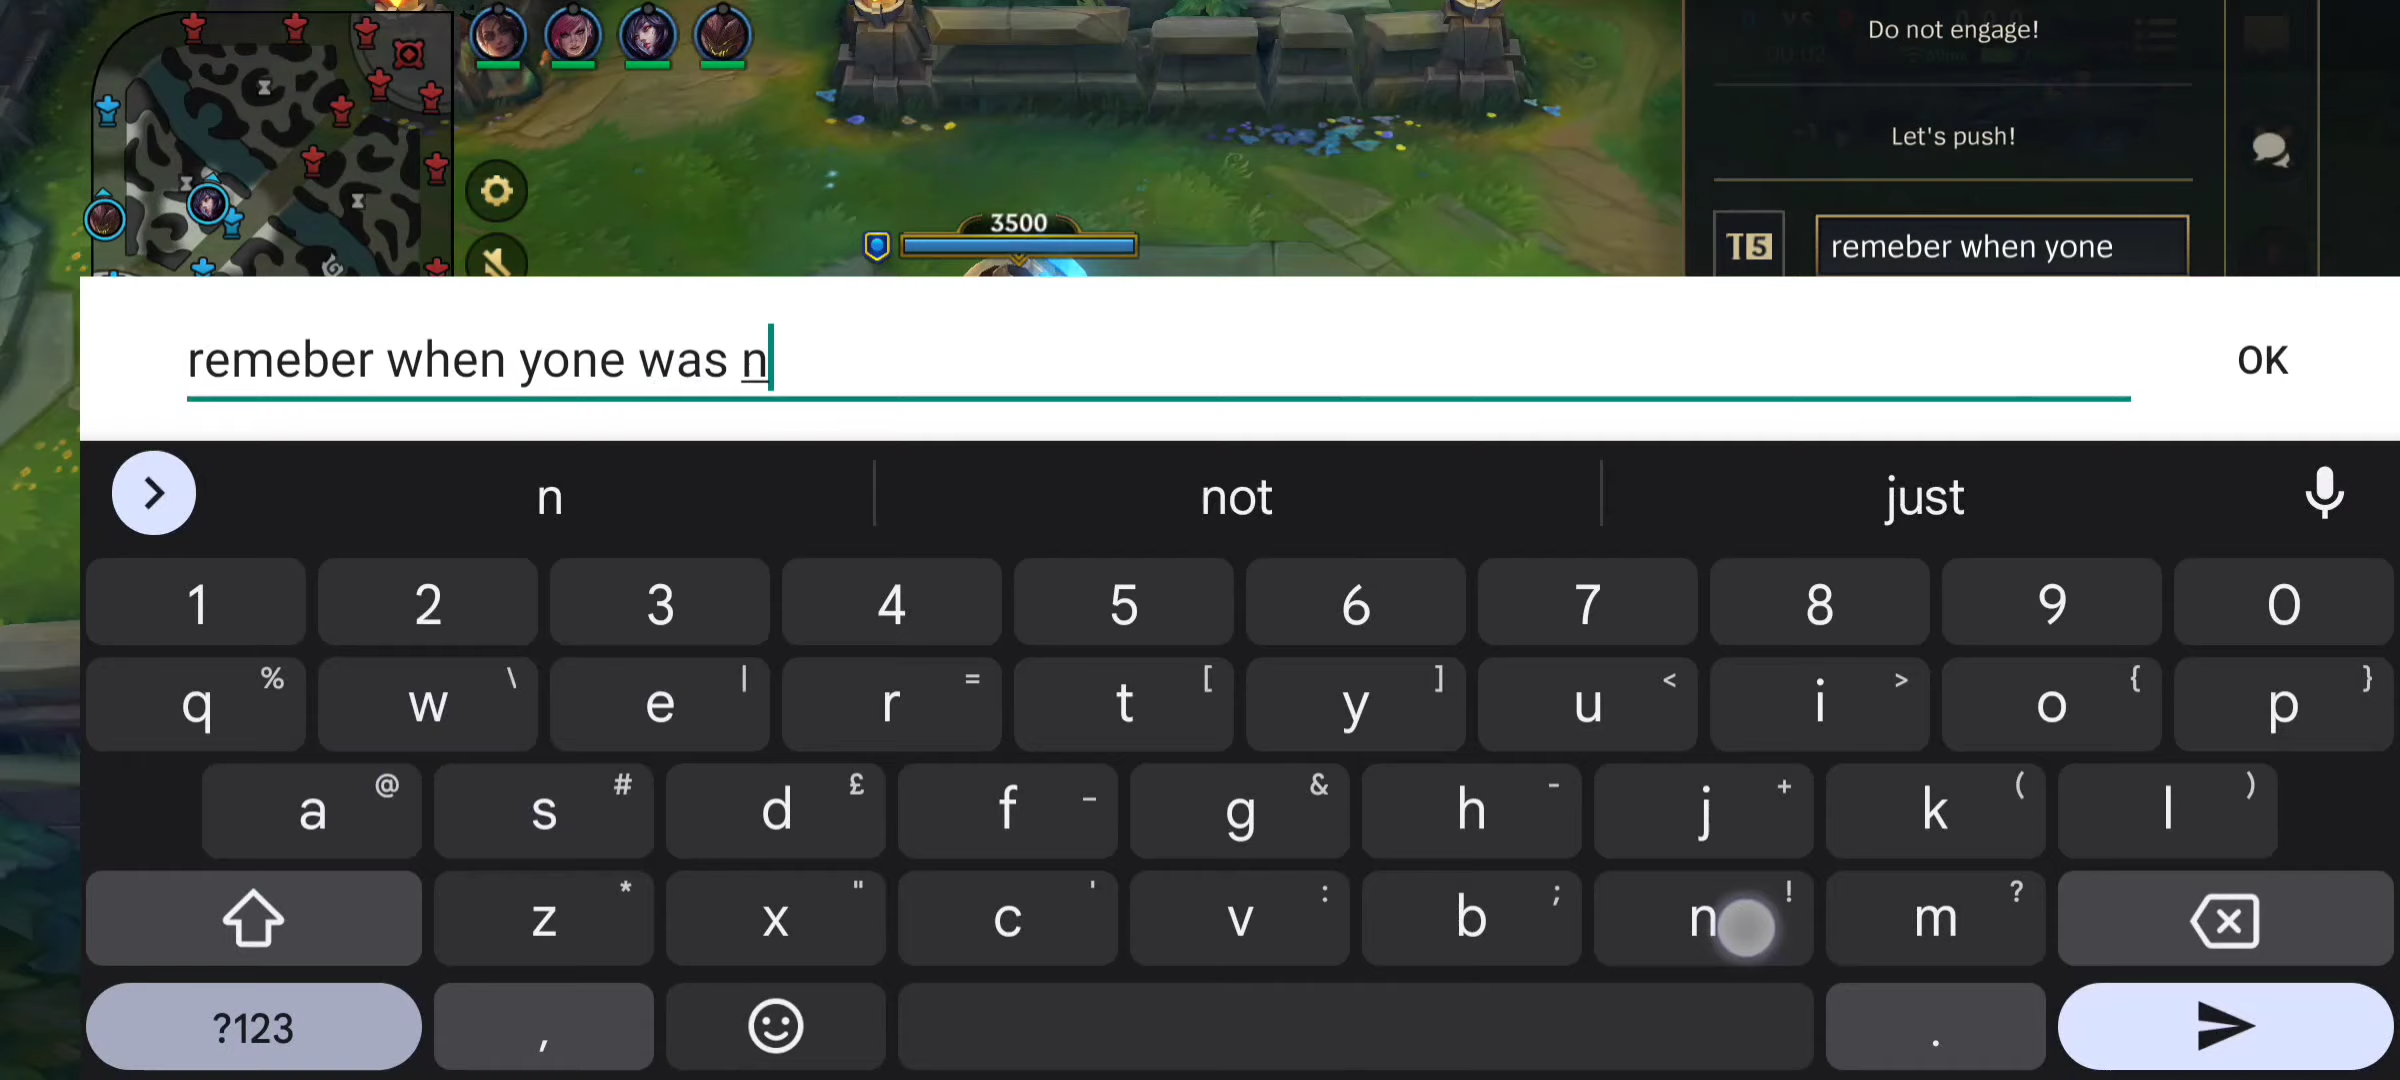 Do not engage!
Let's push!
3500
T5
remeber when yone
remeber when yone was n
OK
n not just
1 2 3 4 5 6 7 8 9 0
q % w \ e | r = t [ y ] u < i > o { p }
a @ s # d £ f _ g & h - j + k ( l )
z * x " c ' v : b ; n ! m ?
?123 , .